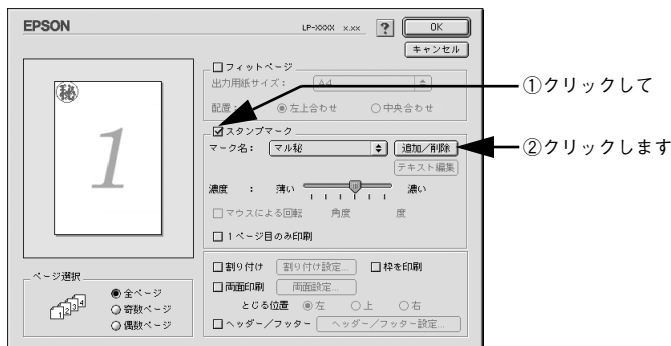 EPSON
LP-XXXX x.xx
?
OK
キャンセル
フィットページ
出力用紙サイズ： A4
配置： 左上合わせ 中央合わせ
①クリックして
スタンプマーク
マーク名： マル秘 追加／削除
②クリックします
テキスト編集
濃度 ： 薄い 濃い
マウスによる回転 角度 度
1ページ目のみ印刷
㊙
1
割り付け 割り付け設定... 枠を印刷
両面印刷 両面設定...
とじる位置 左 上 右
ヘッダー／フッター ヘッダー／フッター設定...
ページ選択
1 2 3 4
全ページ
奇数ページ
偶数ページ